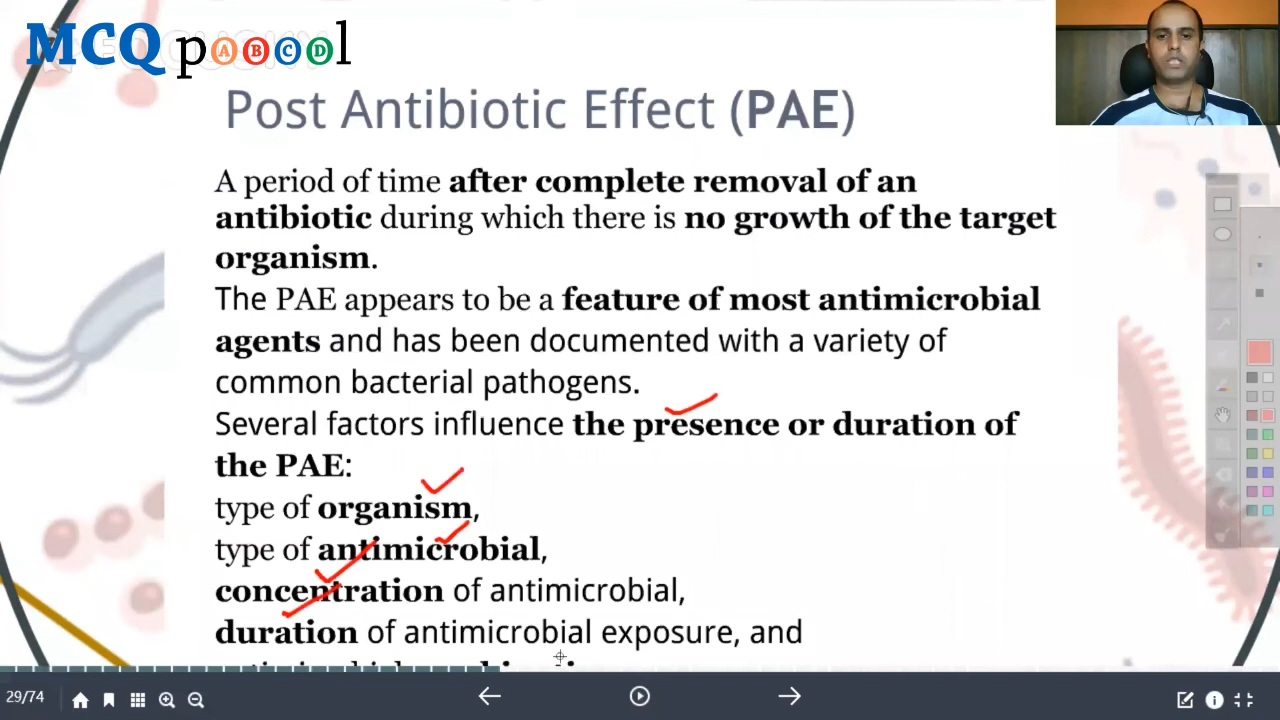 MCQ pABCDl
Post Antibiotic Effect (PAE)
A period of time after complete removal of an
antibiotic during which there is no growth of the target
organism.
The PAE appears to be a feature of most antimicrobial
agents and has been documented with a variety of
common bacterial pathogens.
Several factors influence the presence or duration of
the PAE:
type of organism,
type of antimicrobial,
concentration of antimicrobial,
duration of antimicrobial exposure, and
29/74